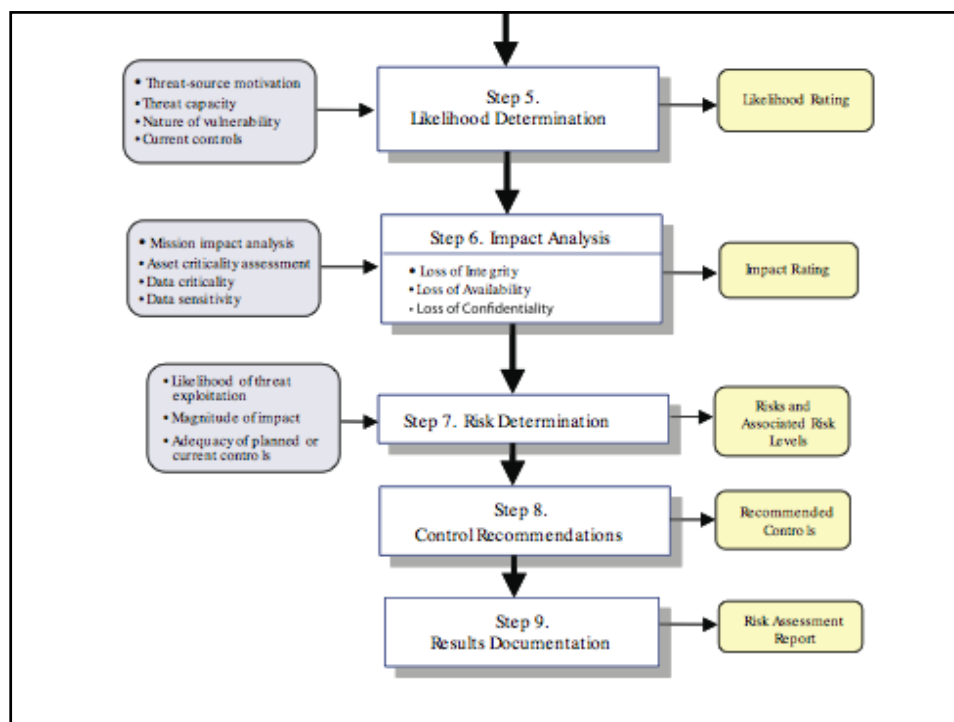 • Threat-source motivation
• Threat capacity
• Nature of vulnerability
• Current controls
Step 5.
Likelihood Determination
Likelihood Rating
• Mission impact analysis
• Asset criticality assessment
• Data criticality
• Data sensitivity
Step 6. Impact Analysis
• Loss of Integrity
• Loss of Availability
• Loss of Confidentiality
Impact Rating
• Likelihood of threat
exploitation
• Magnitude of impact
• Adequacy of planned or
current controls
Step 7. Risk Determination
Risks and
Associated Risk
Levels
Step 8.
Control Recommendations
Recommended
Controls
Step 9.
Results Documentation
Risk Assessment
Report